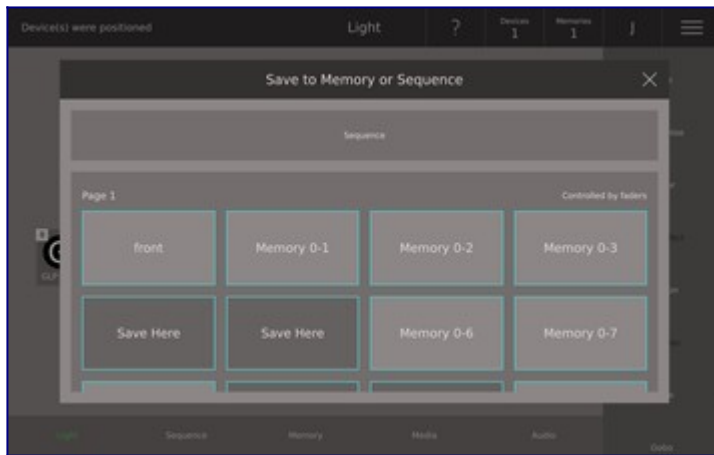 Device(s) were positioned
Light
?
Devices
1
Memories
1
J
Save to Memory or Sequence
Sequence
Page 1
Controlled by faders
front
Memory 0-1
Memory 0-2
Memory 0-3
Save Here
Save Here
Memory 0-6
Memory 0-7
GLP
Light
Sequence
Memory
Media
Audio
Gobo